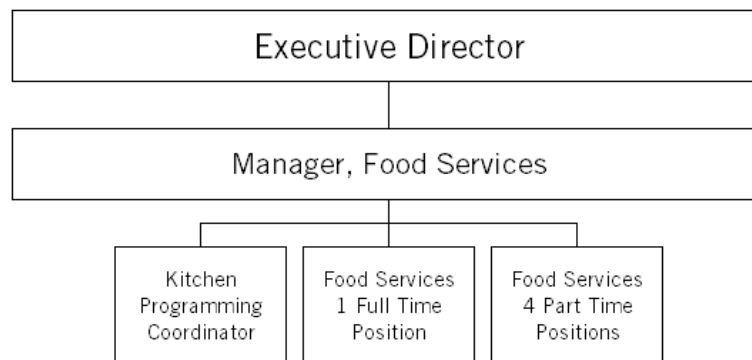 Executive Director
Manager, Food Services
Kitchen
Programming
Coordinator
Food Services
1 Full Time
Position
Food Services
4 Part Time
Positions